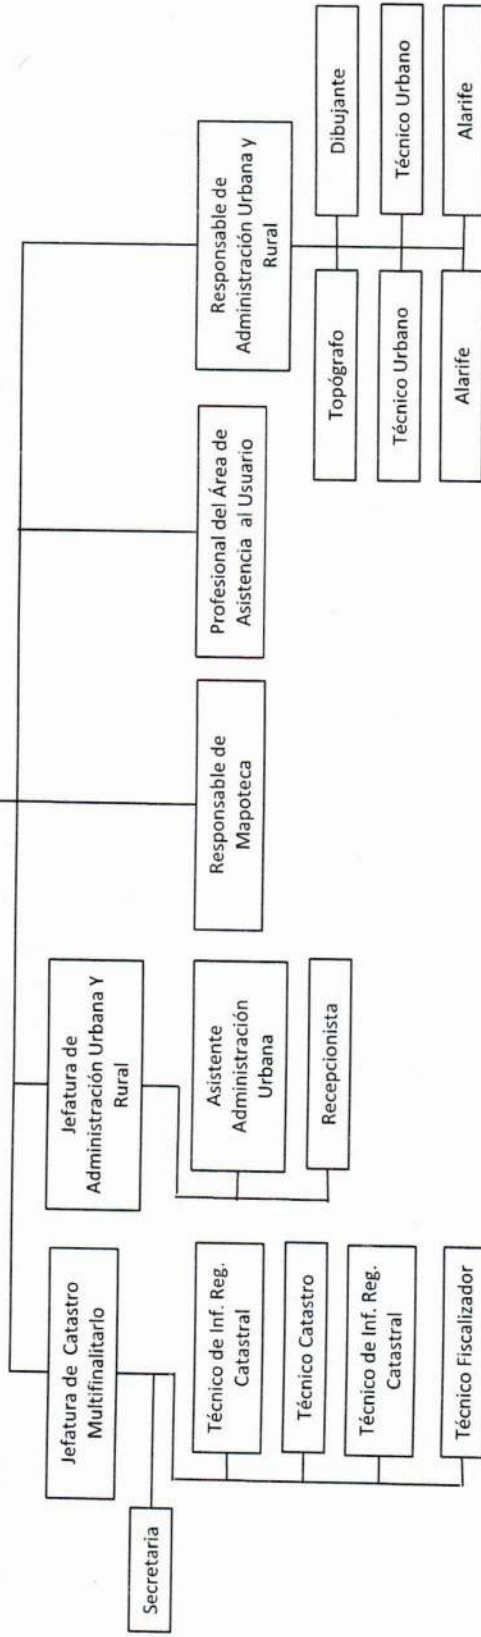 Secretaria
Jefatura de Catastro
Multifinalitario
Técnico de Inf. Reg.
Catastral
Técnico Catastro
Técnico de Inf. Reg.
Catastral
Técnico Fiscalizador
Jefatura de
Administración Urbana Y
Rural
Asistente
Administración
Urbana
Recepcionista
Responsable de
Mapoteca
Profesional del Área de
Asistencia al Usuario
Responsable de
Administración Urbana y
Rural
Topógrafo
Dibujante
Técnico Urbano
Técnico Urbano
Alarife
Alarife